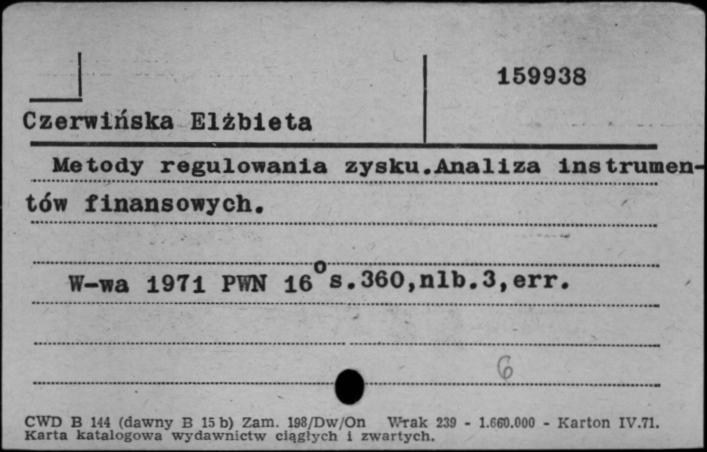 159938
Czerwińska Elżbieta
Metody regulowania zysku.Analiza instrumen-
tów finansowych.
W-wa 1971 PWN 16° s.360,nlb.3,err.
6
CWD B 144 (dawny B 15 b) Zam. 198/Dw/On Wrak 239 - 1.660.000 - Karton IV.71.
Karta katalogowa wydawnictw ciągłych i zwartych.